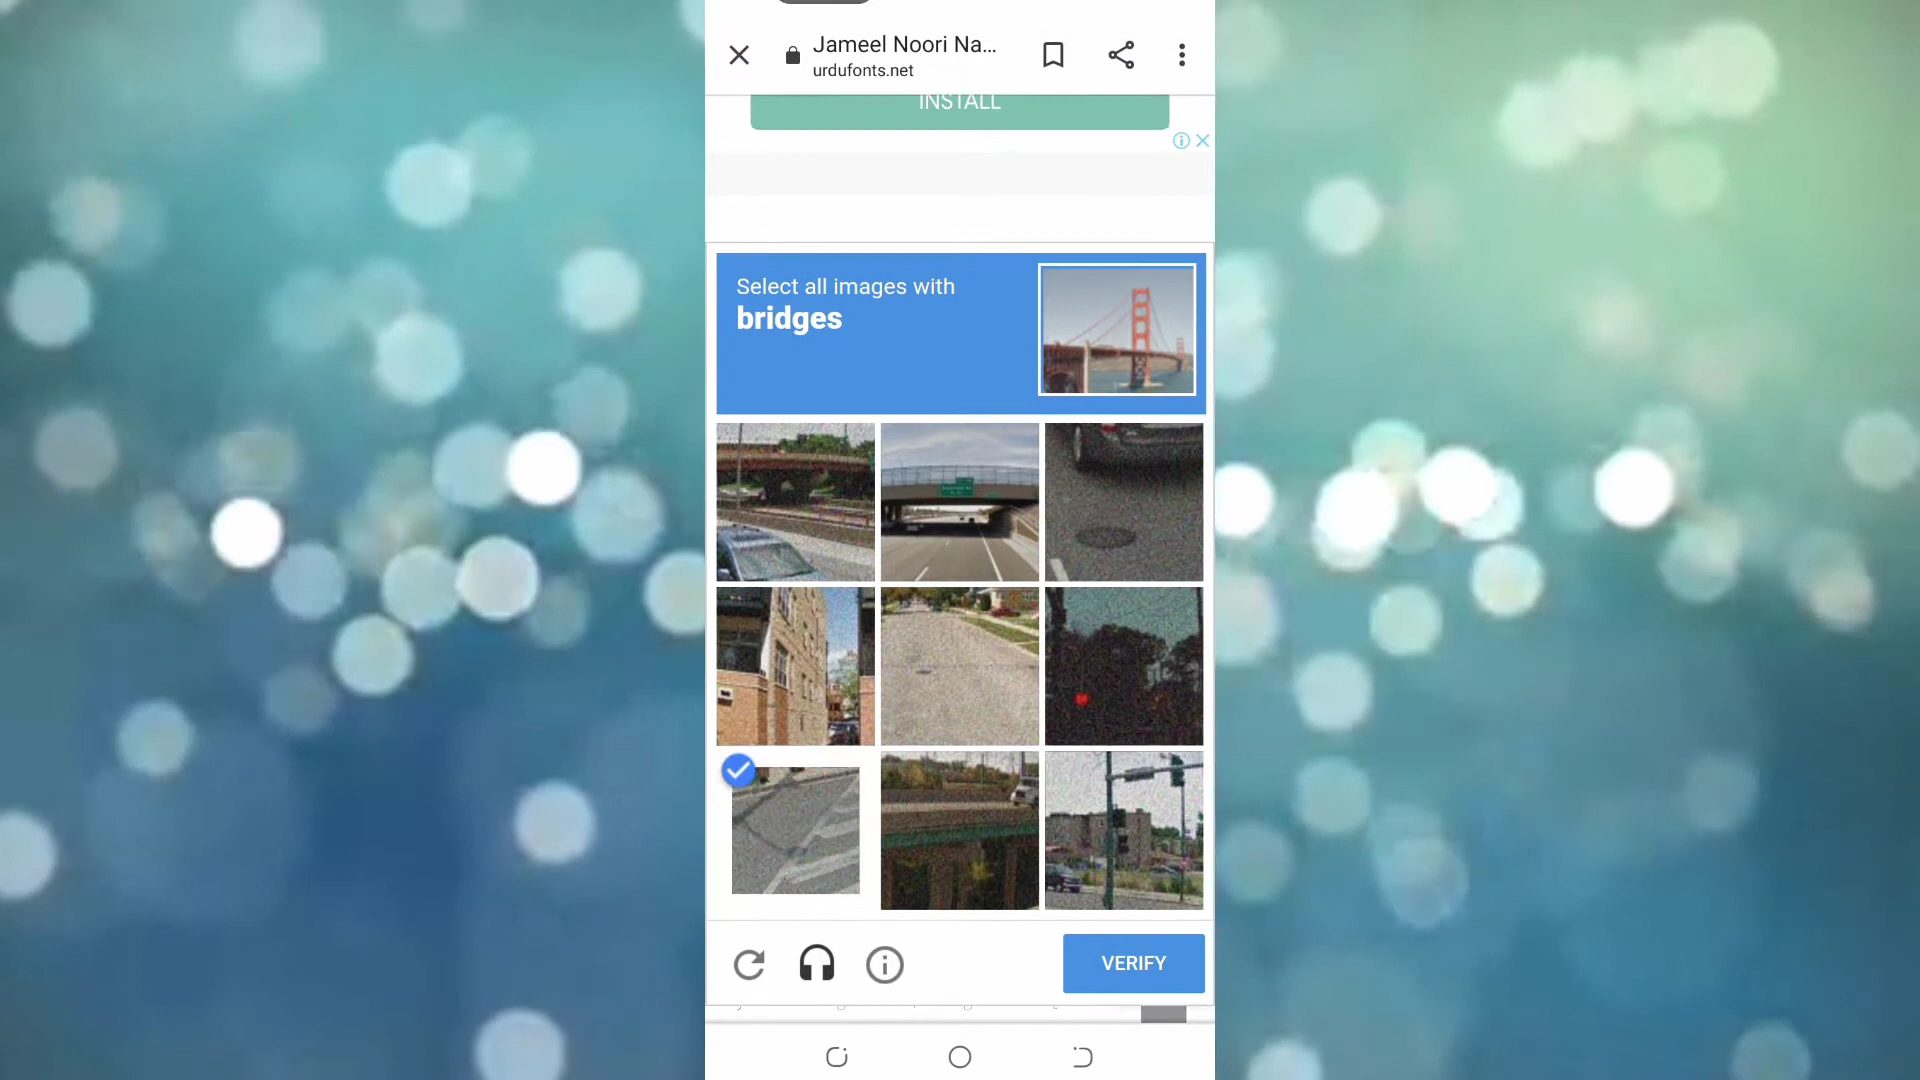 Jameel Noori Na...
urdufonts.net
INSTALL
Select all images with
bridges
VERIFY